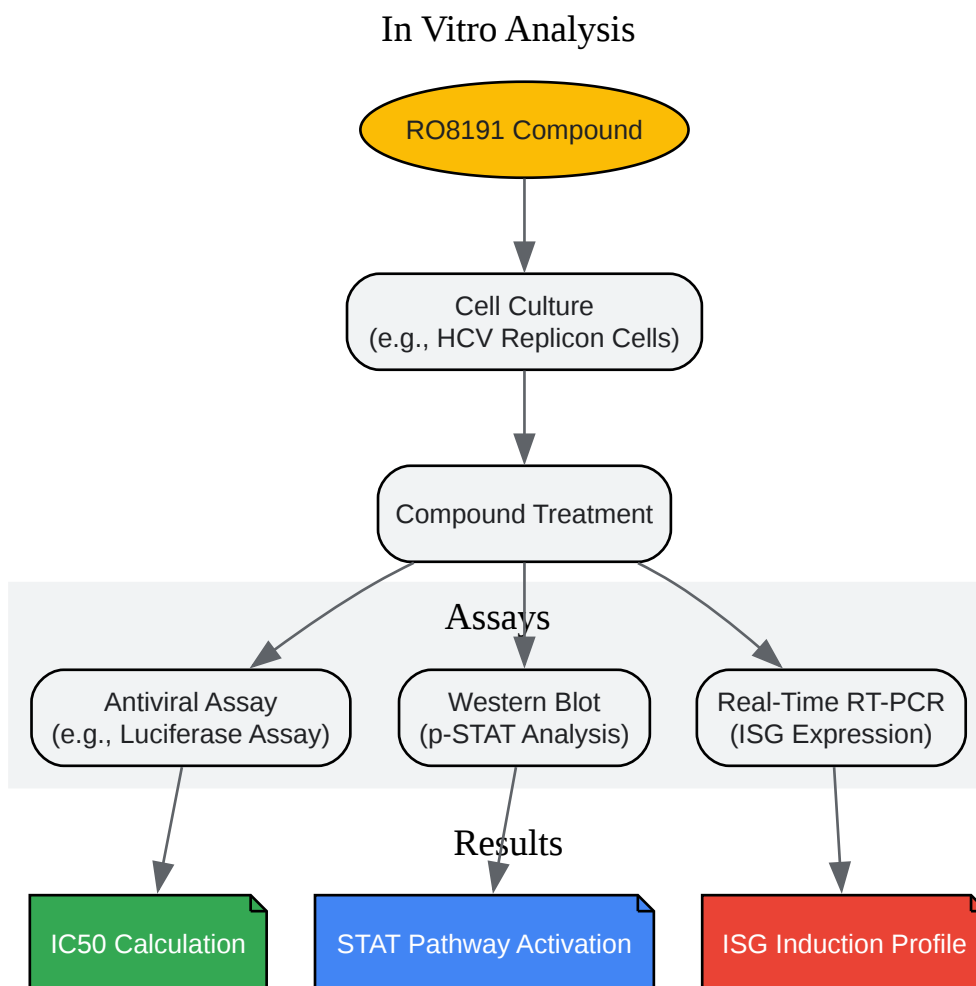 In Vitro Analysis
RO8191 Compound
Cell Culture
(e.g., HCV Replicon Cells)
Compound Treatment
Assays
Antiviral Assay
(e.g., Luciferase Assay)
Western Blot
(p-STAT Analysis)
Real-Time RT-PCR
(ISG Expression)
Results
IC50 Calculation
STAT Pathway Activation
ISG Induction Profile